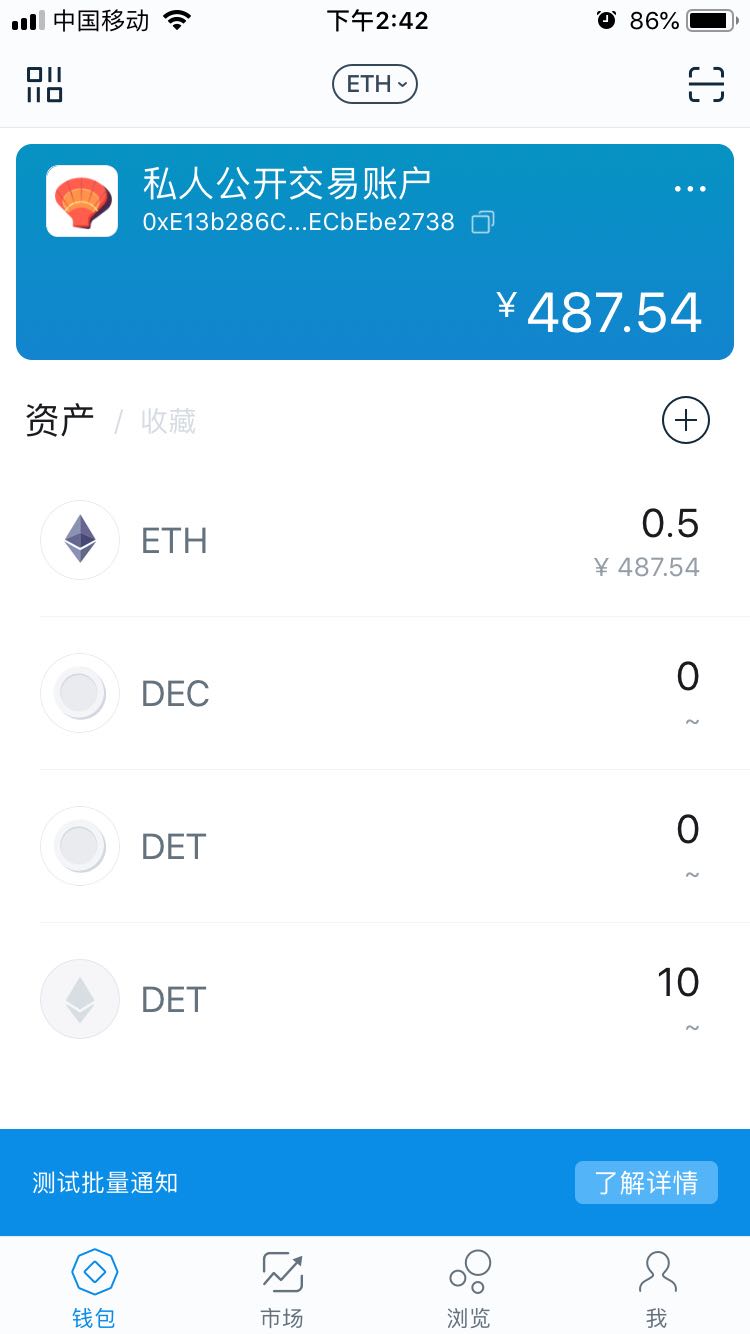 中国移动 下午2:42 86%
ETH
私人公开交易账户
0xE13b286C...ECbEbe2738
¥ 487.54
资产 / 收藏
ETH 0.5
¥ 487.54
DEC 0
~
DET 0
~
DET 10
~
测试批量通知 了解详情
钱包 市场 浏览 我